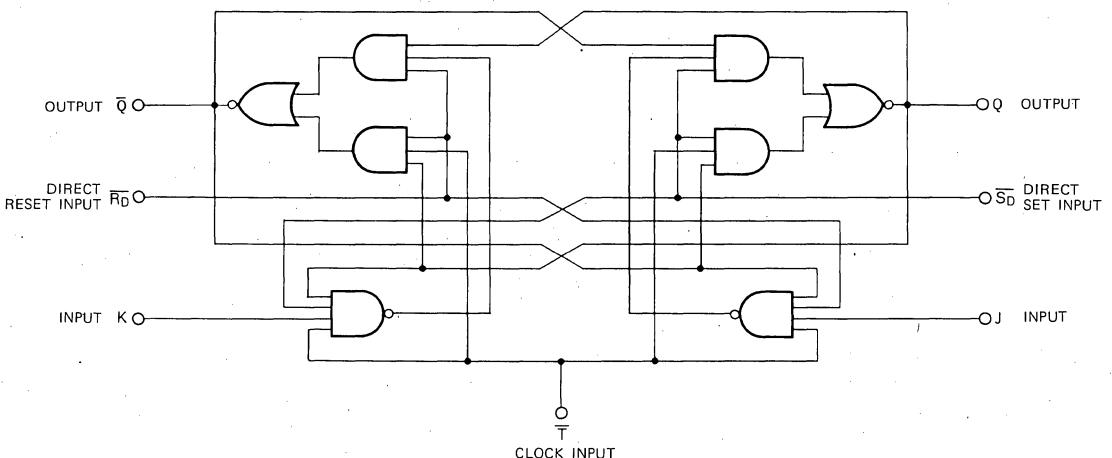 OUTPUT Q̅
Q OUTPUT
DIRECT
RESET INPUT R̅D̅
S̅D̅ DIRECT
SET INPUT
INPUT K
J INPUT
T̅
CLOCK INPUT